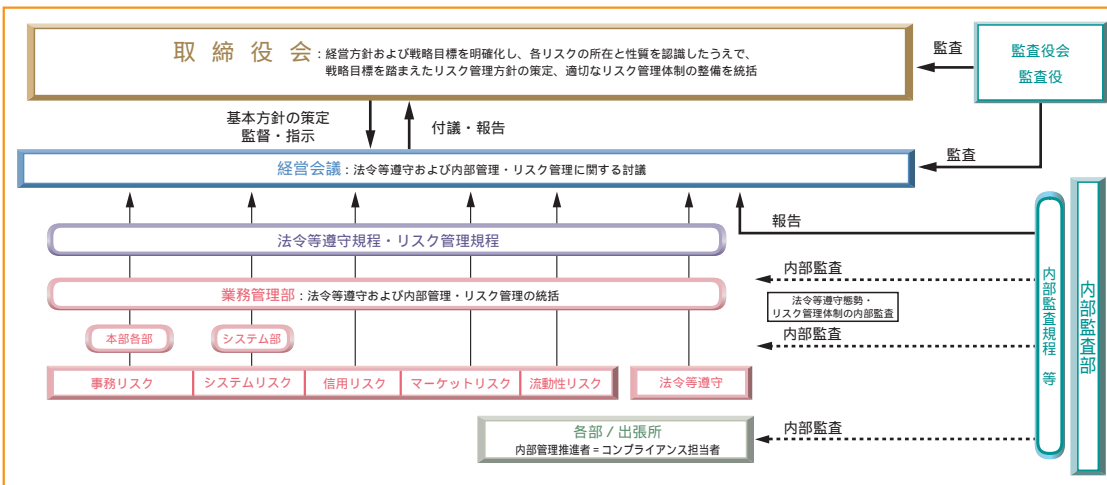 取締役会：経営方針および戦略目標を明確化し、各リスクの所在と性質を認識したうえで、
戦略目標を踏まえたリスク管理方針の策定、適切なリスク管理体制の整備を統括
監査
監査役会
監査役
基本方針の策定
監督・指示
付議・報告
監査
経営会議：法令等遵守および内部管理・リスク管理に関する討議
報告
法令等遵守規程・リスク管理規程
内部監査
業務管理部：法令等遵守および内部管理・リスク管理の統括
法令等遵守態勢・
リスク管理体制の内部監査
本部各部
システム部
内部監査
事務リスク
システムリスク
信用リスク
マーケットリスク
流動性リスク
法令等遵守
各部 / 出張所
内部管理推進者＝コンプライアンス担当者
内部監査
内部監査規程 等
内部監査部